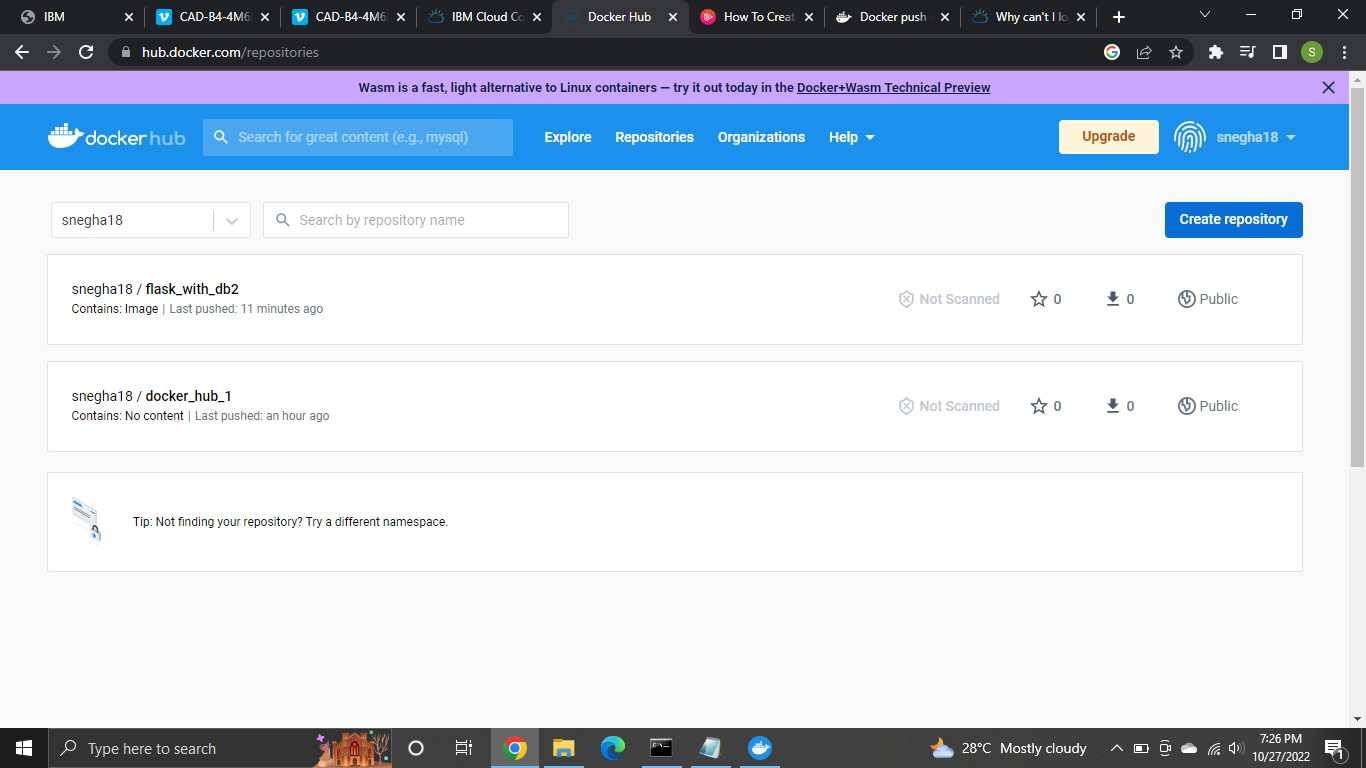 IBM
CAD-B4-4M6
CAD-B4-4M6
IBM Cloud Co
Docker Hub
How To Creat
Docker push
Why can't I lo
hub.docker.com/repositories
S
Wasm is a fast, light alternative to Linux containers — try it out today in the Docker+Wasm Technical Preview
dockerhub
Search for great content (e.g., mysql)
Explore
Repositories
Organizations
Help
Upgrade
snegha18
snegha18
Search by repository name
Create repository
snegha18 / flask_with_db2
Contains: Image | Last pushed: 11 minutes ago
Not Scanned
0
0
Public
snegha18 / docker_hub_1
Contains: No content | Last pushed: an hour ago
Not Scanned
0
0
Public
Tip: Not finding your repository? Try a different namespace.
Type here to search
28°C Mostly cloudy
7:26 PM
10/27/2022
1